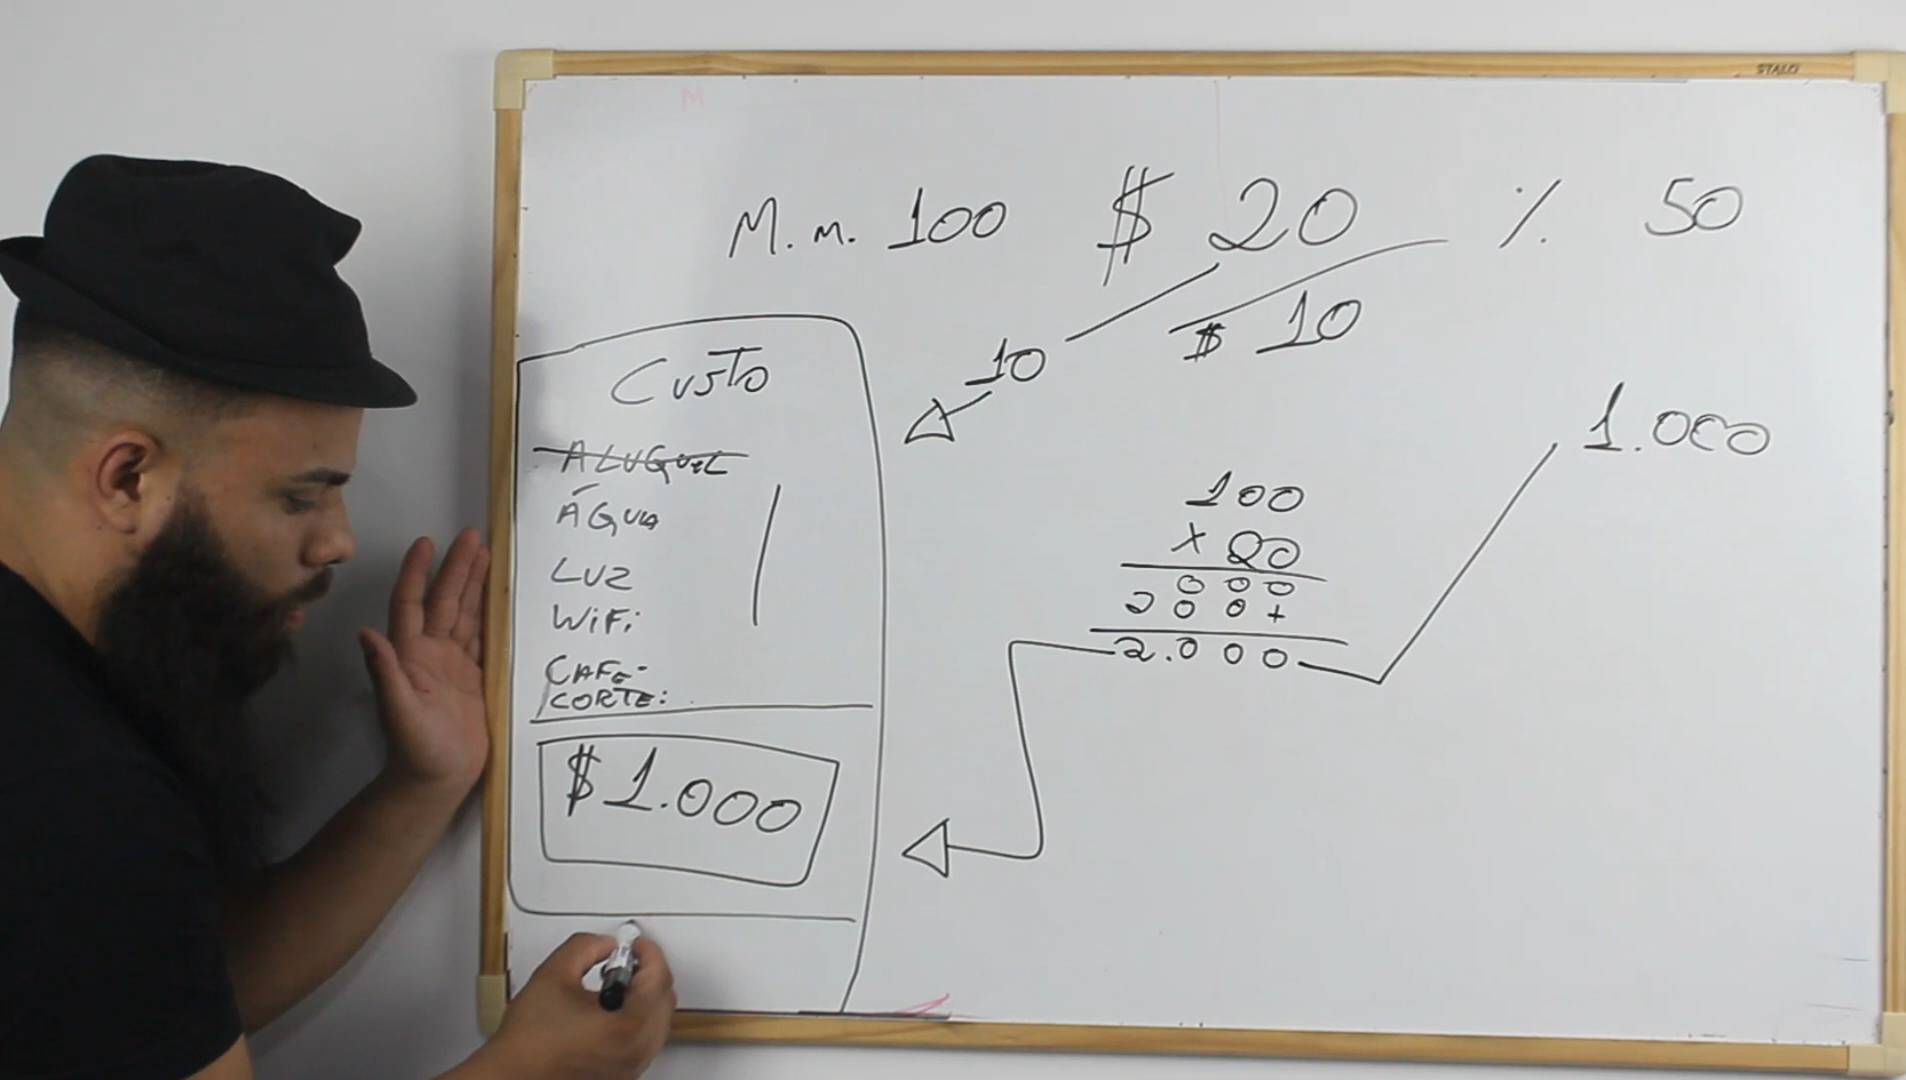 STALO
M
M. m. 100 $ 20 % 50
10 $ 10
CUSTO
ALUGUEL
ÁGUA
LUZ
WiFi
CAFE-
CORTE:
$ 1.000
1.000
100
x 20
000
200+
2.000